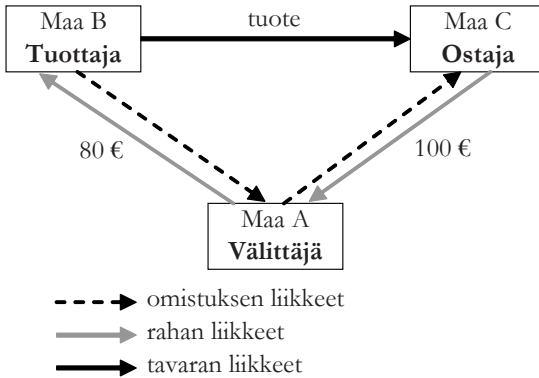 Maa B
Tuottaja
tuote
Maa C
Ostaja
80 €
100 €
Maa A
Välittäjä
omistuksen liikkeet
rahan liikkeet
tavaran liikkeet